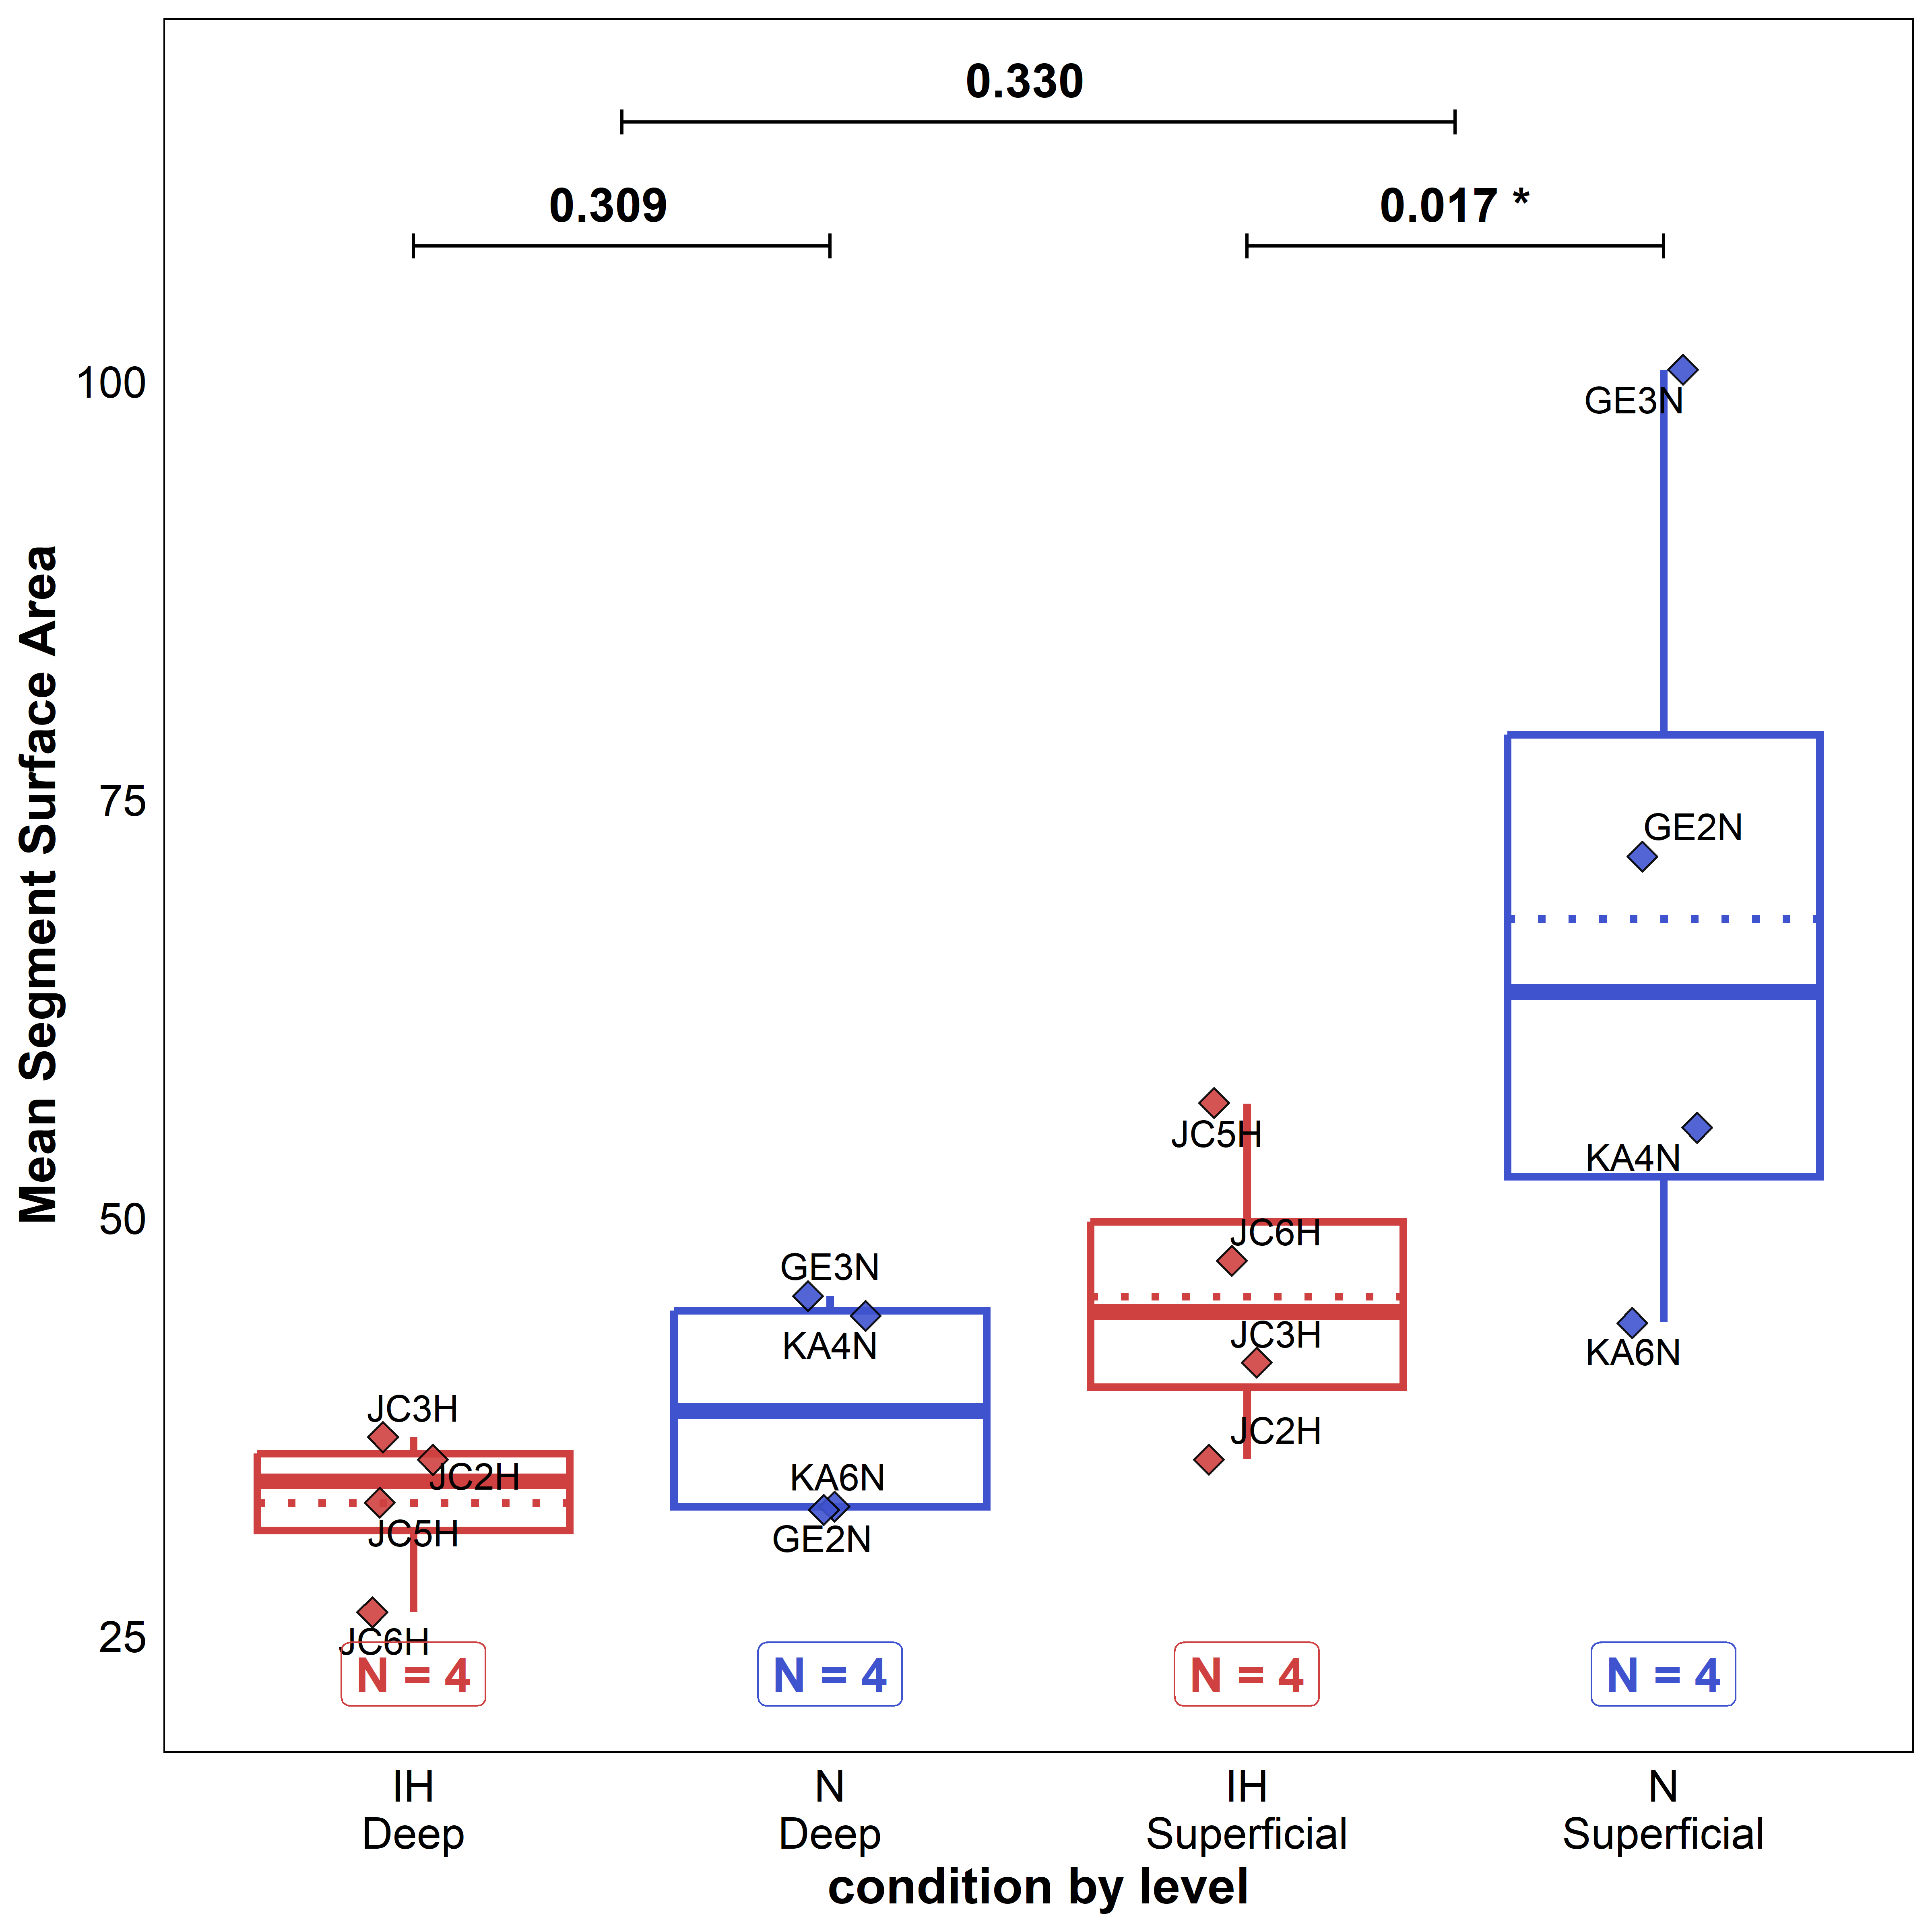 0.330
0.309
0.017 *
100
75
50
25
Mean Segment Surface Area
GE3N
GE2N
KA4N
KA6N
JC5H
JC6H
JC3H
JC2H
GE3N
KA4N
KA6N
GE2N
JC3H
JC2H
JC5H
JC6H
N = 4
N = 4
N = 4
N = 4
IH
Deep
N
Deep
IH
Superficial
N
Superficial
condition by level